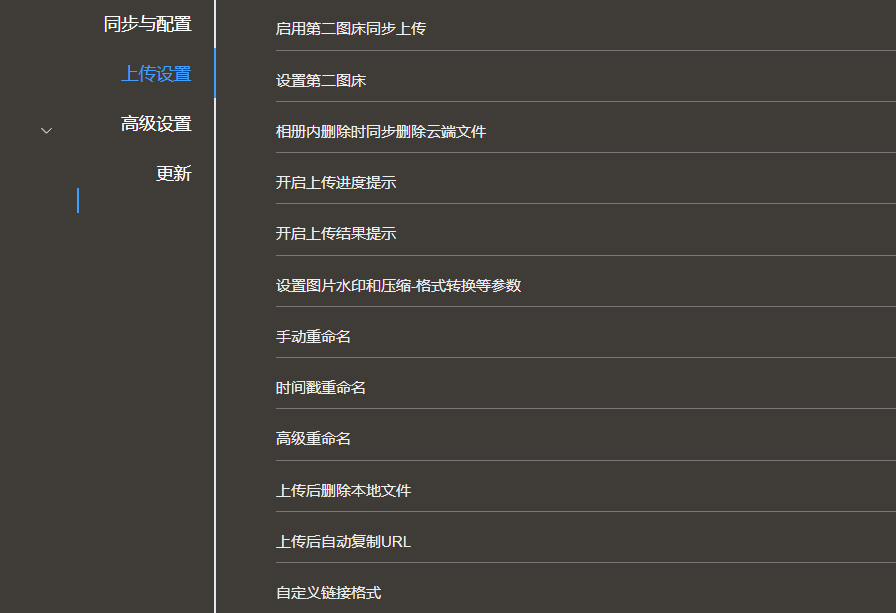 同步与配置
上传设置
高级设置
更新
启用第二图床同步上传
设置第二图床
相册内删除时同步删除云端文件
开启上传进度提示
开启上传结果提示
设置图片水印和压缩-格式转换等参数
手动重命名
时间戳重命名
高级重命名
上传后删除本地文件
上传后自动复制URL
自定义链接格式